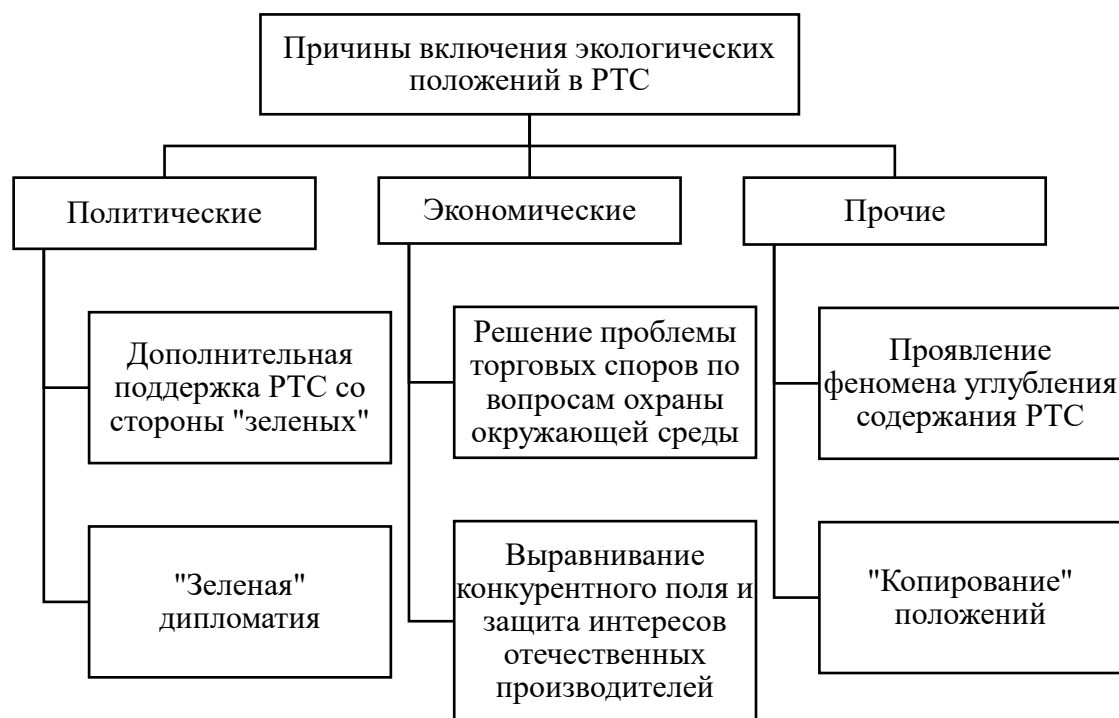 Причины включения экологических
положений в РТС
Политические
Экономические
Прочие
Дополнительная
поддержка РТС со
стороны "зеленых"
Решение проблемы
торговых споров по
вопросам охраны
окружающей среды
Проявление
феномена углубления
содержания РТС
"Зеленая"
дипломатия
Выравнивание
конкурентного поля и
защита интересов
отечественных
производителей
"Копирование"
положений